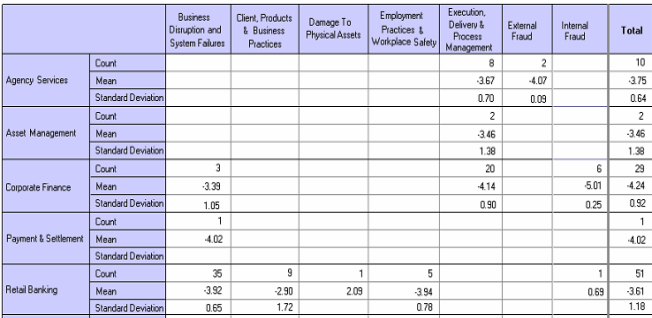 Business Disruption and System Failures Client, Products & Business Practices Damage To Physical Assets Employment Practices & Workplace Safety Execution, Delivery & Process Management External Fraud Internal Fraud Total
Agency Services
Count 8 2 10
Mean -3.67 -4.07 -3.75
Standard Deviation 0.70 0.09 0.64
Asset Management
Count 2 2
Mean -3.46 -3.46
Standard Deviation 1.38 1.38
Corporate Finance
Count 3 20 6 29
Mean -3.39 -4.14 -5.01 -4.24
Standard Deviation 1.05 0.90 0.25 0.92
Payment & Settlement
Count 1 1
Mean -4.02 -4.02
Standard Deviation
Retail Banking
Count 35 9 1 5 1 51
Mean -3.92 -2.90 2.09 -3.94 0.69 -3.61
Standard Deviation 0.65 1.72 0.78 1.18